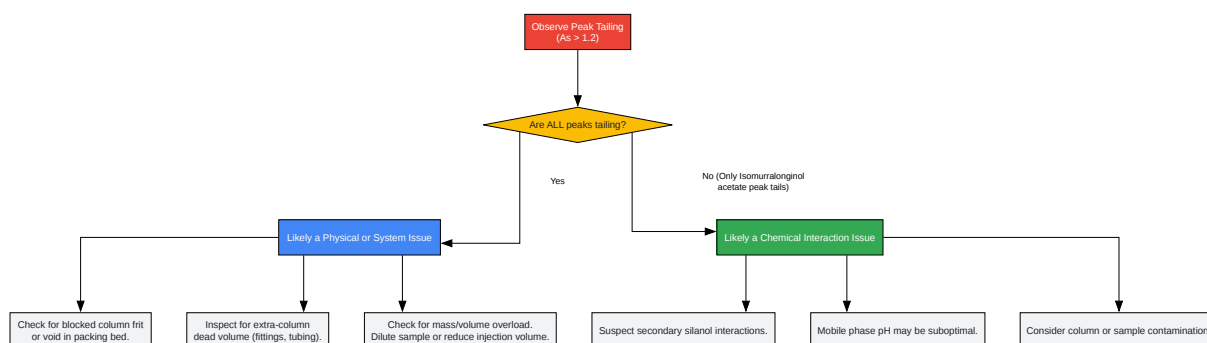 Observe Peak Tailing
(As > 1.2)
Are ALL peaks tailing?
Yes
No (Only Isomurralonginol
acetate peak tails)
Likely a Physical or System Issue
Likely a Chemical Interaction Issue
Check for blocked column frit
or void in packing bed.
Inspect for extra-column
dead volume (fittings, tubing).
Check for mass/volume overload.
Dilute sample or reduce injection volume.
Suspect secondary silanol interactions.
Mobile phase pH may be suboptimal.
Consider column or sample contamination